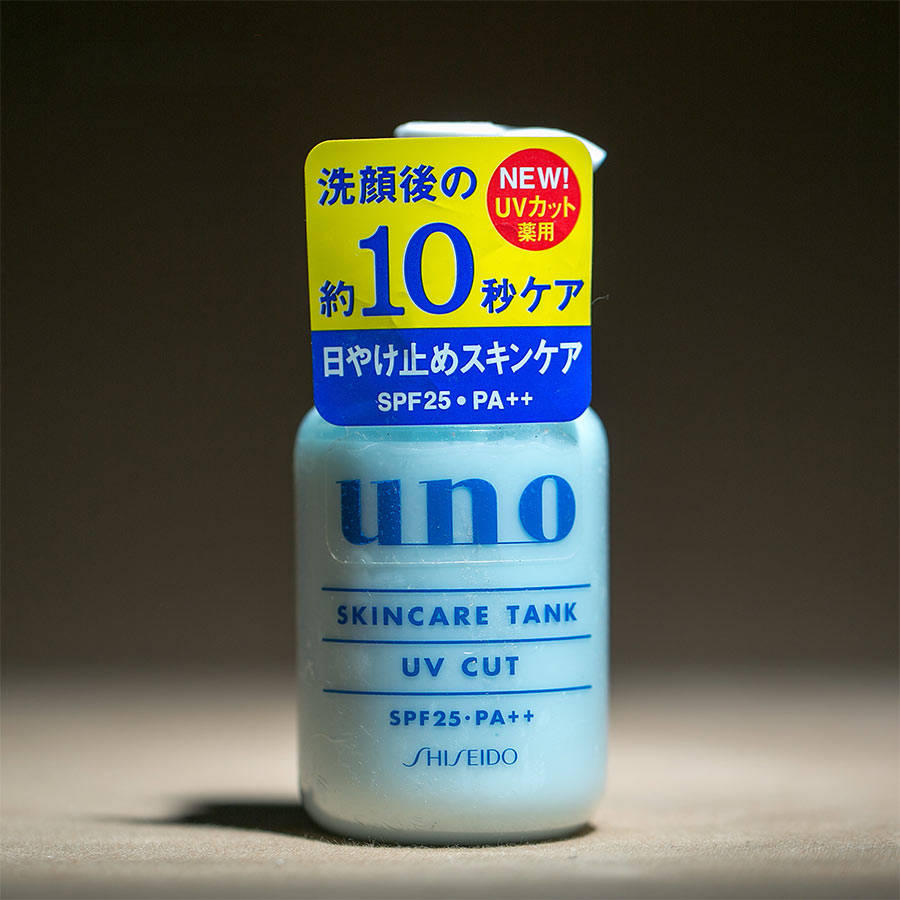 洗顔後の
NEW!
UVカット
薬用
約10秒ケア
日やけ止めスキンケア
SPF25・PA++
uno
SKINCARE TANK
UV CUT
SPF25・PA++
SHISEIDO